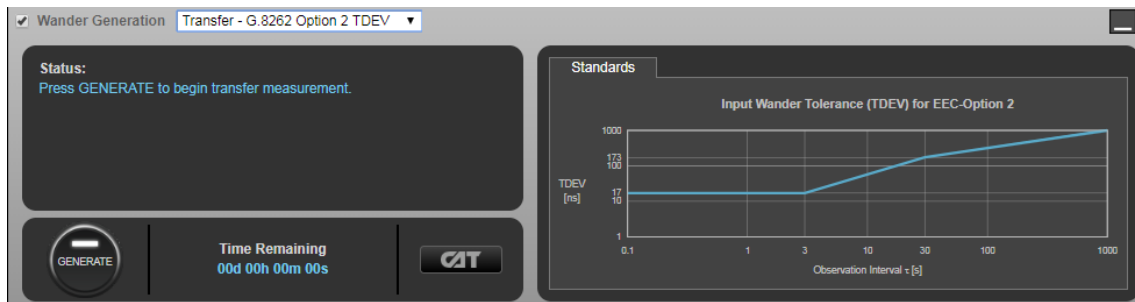 Wander Generation Transfer - G.8262 Option 2 TDEV
Status:
Press GENERATE to begin transfer measurement.
GENERATE
Time Remaining
00d 00h 00m 00s
CAT
Standards
Input Wander Tolerance (TDEV) for EEC-Option 2
TDEV
[ns]
1000
173
100
17
10
1
0.1 1 3 10 30 100 1000
Observation Interval τ [s]